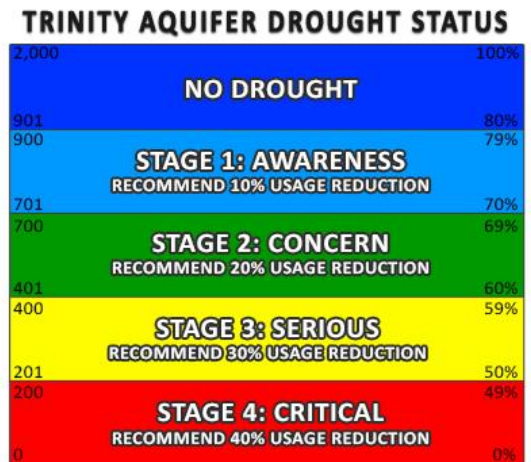 TRINITY AQUIFER DROUGHT STATUS
2,000 100%
NO DROUGHT
901 80%
900 79%
STAGE 1: AWARENESS
RECOMMEND 10% USAGE REDUCTION
701 70%
700 69%
STAGE 2: CONCERN
RECOMMEND 20% USAGE REDUCTION
401 60%
400 59%
STAGE 3: SERIOUS
RECOMMEND 30% USAGE REDUCTION
201 50%
200 49%
STAGE 4: CRITICAL
RECOMMEND 40% USAGE REDUCTION
0 0%